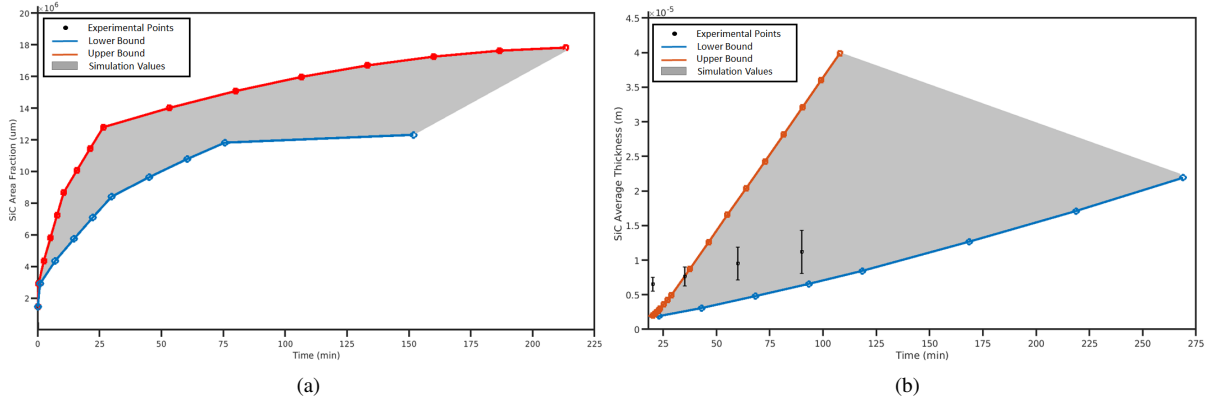 ×10⁶
20
18
16
14
12
10
8
6
4
2
SiC Area Fraction (um)
Experimental Points
Lower Bound
Upper Bound
Simulation Values
0 25 50 75 100 125 150 175 200 225
Time (min)
(a)
×10⁻⁵
4.5
4
3.5
3
2.5
2
1.5
1
0.5
0
SiC Average Thickness (m)
Experimental Points
Lower Bound
Upper Bound
Simulation Values
25 50 75 100 125 150 175 200 225 250 275
Time (min)
(b)